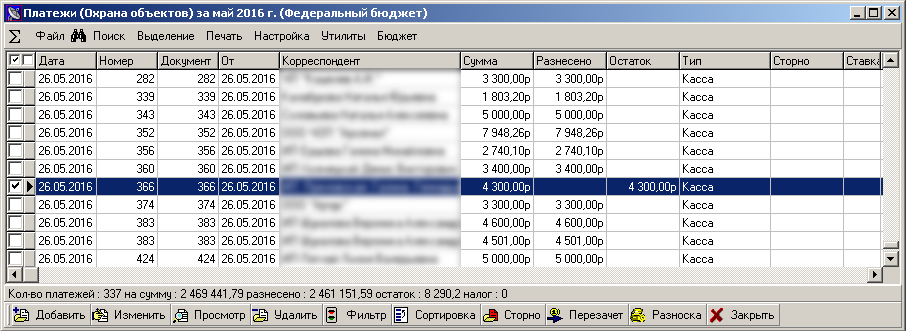 Платежи (Охрана объектов) за май 2016 г. (Федеральный бюджет)
Σ Файл Поиск Выделение Печать Настройка Утилиты Бюджет
Дата Номер Документ От Корреспондент Сумма Разнесено Остаток Тип Сторно Ставка
26.05.2016 282 282 26.05.2016 3 300,00р 3 300,00р Касса
26.05.2016 339 339 26.05.2016 1 803,20р 1 803,20р Касса
26.05.2016 343 343 26.05.2016 5 000,00р 5 000,00р Касса
26.05.2016 352 352 26.05.2016 7 948,26р 7 948,26р Касса
26.05.2016 356 356 26.05.2016 2 740,10р 2 740,10р Касса
26.05.2016 360 360 26.05.2016 3 400,00р 3 400,00р Касса
26.05.2016 366 366 26.05.2016 4 300,00р 4 300,00р Касса
26.05.2016 374 374 26.05.2016 3 300,00р 3 300,00р Касса
26.05.2016 383 383 26.05.2016 4 600,00р 4 600,00р Касса
26.05.2016 383 383 26.05.2016 4 501,00р 4 501,00р Касса
26.05.2016 424 424 26.05.2016 5 000,00р 5 000,00р Касса
Кол-во платежей : 337 на сумму : 2 469 441,79 разнесено : 2 461 151,59 остаток : 8 290,2 налог : 0
Добавить Изменить Просмотр Удалить Фильтр Сортировка Сторно Перезачет Разноска Закрыть